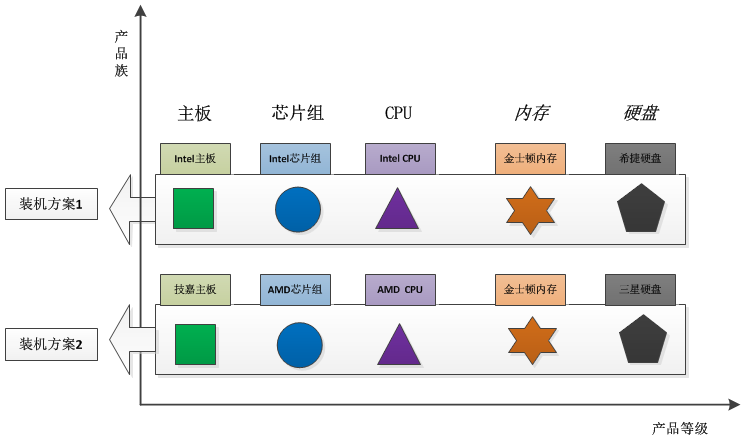 产品族
主板 芯片组 CPU 内存 硬盘
Intel主板 Intel芯片组 Intel CPU 金士顿内存 希捷硬盘
装机方案1
技嘉主板 AMD芯片组 AMD CPU 金士顿内存 三星硬盘
装机方案2
产品等级